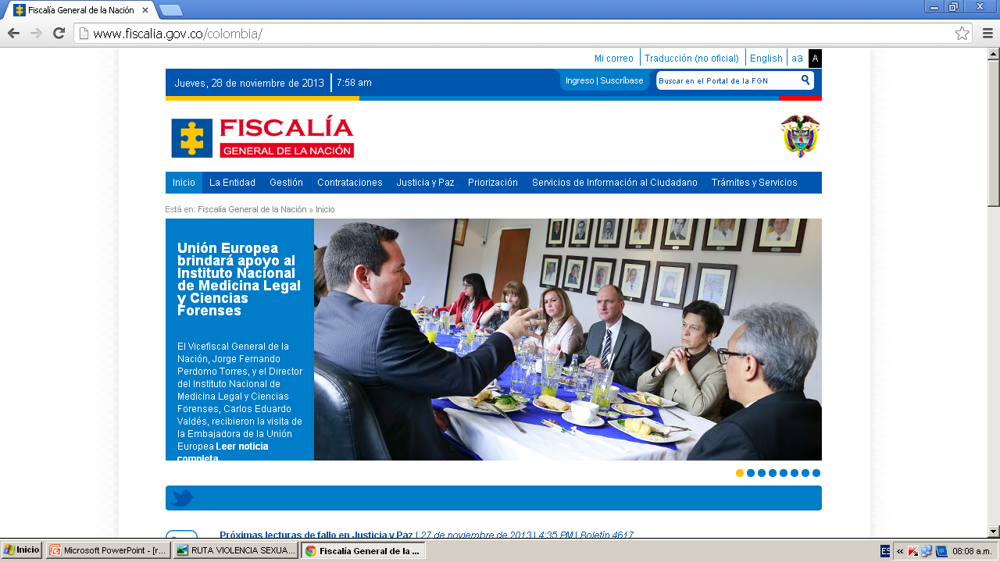 Fiscalía General de la Nación
www.fiscalia.gov.co/colombia/
Mi correo
Traducción (no oficial)
English
aa
A
Jueves, 28 de noviembre de 2013
7:58 am
Ingreso | Suscríbase
Buscar en el Portal de la FGN
FISCALÍA
GENERAL DE LA NACIÓN
Inicio
La Entidad
Gestión
Contrataciones
Justicia y Paz
Priorización
Servicios de Información al Ciudadano
Trámites y Servicios
Está en: Fiscalía General de la Nación » Inicio
Unión Europea
brindará apoyo al
Instituto Nacional
de Medicina Legal
y Ciencias
Forenses
El Vicefiscal General de la
Nación, Jorge Fernando
Perdomo Torres, y el Director
del Instituto Nacional de
Medicina Legal y Ciencias
Forenses, Carlos Eduardo
Valdés, recibieron la visita de
la Embajadora de la Unión
Europea Leer noticia
completa
Próximas lecturas de fallo en Justicia y Paz | 27 de noviembre de 2013 | 4:35 PM | Boletín 4617
Inicio
Microsoft PowerPoint - [r...
RUTA VIOLENCIA SEXUA...
Fiscalía General de la ...
ES
«
08:08 a.m.